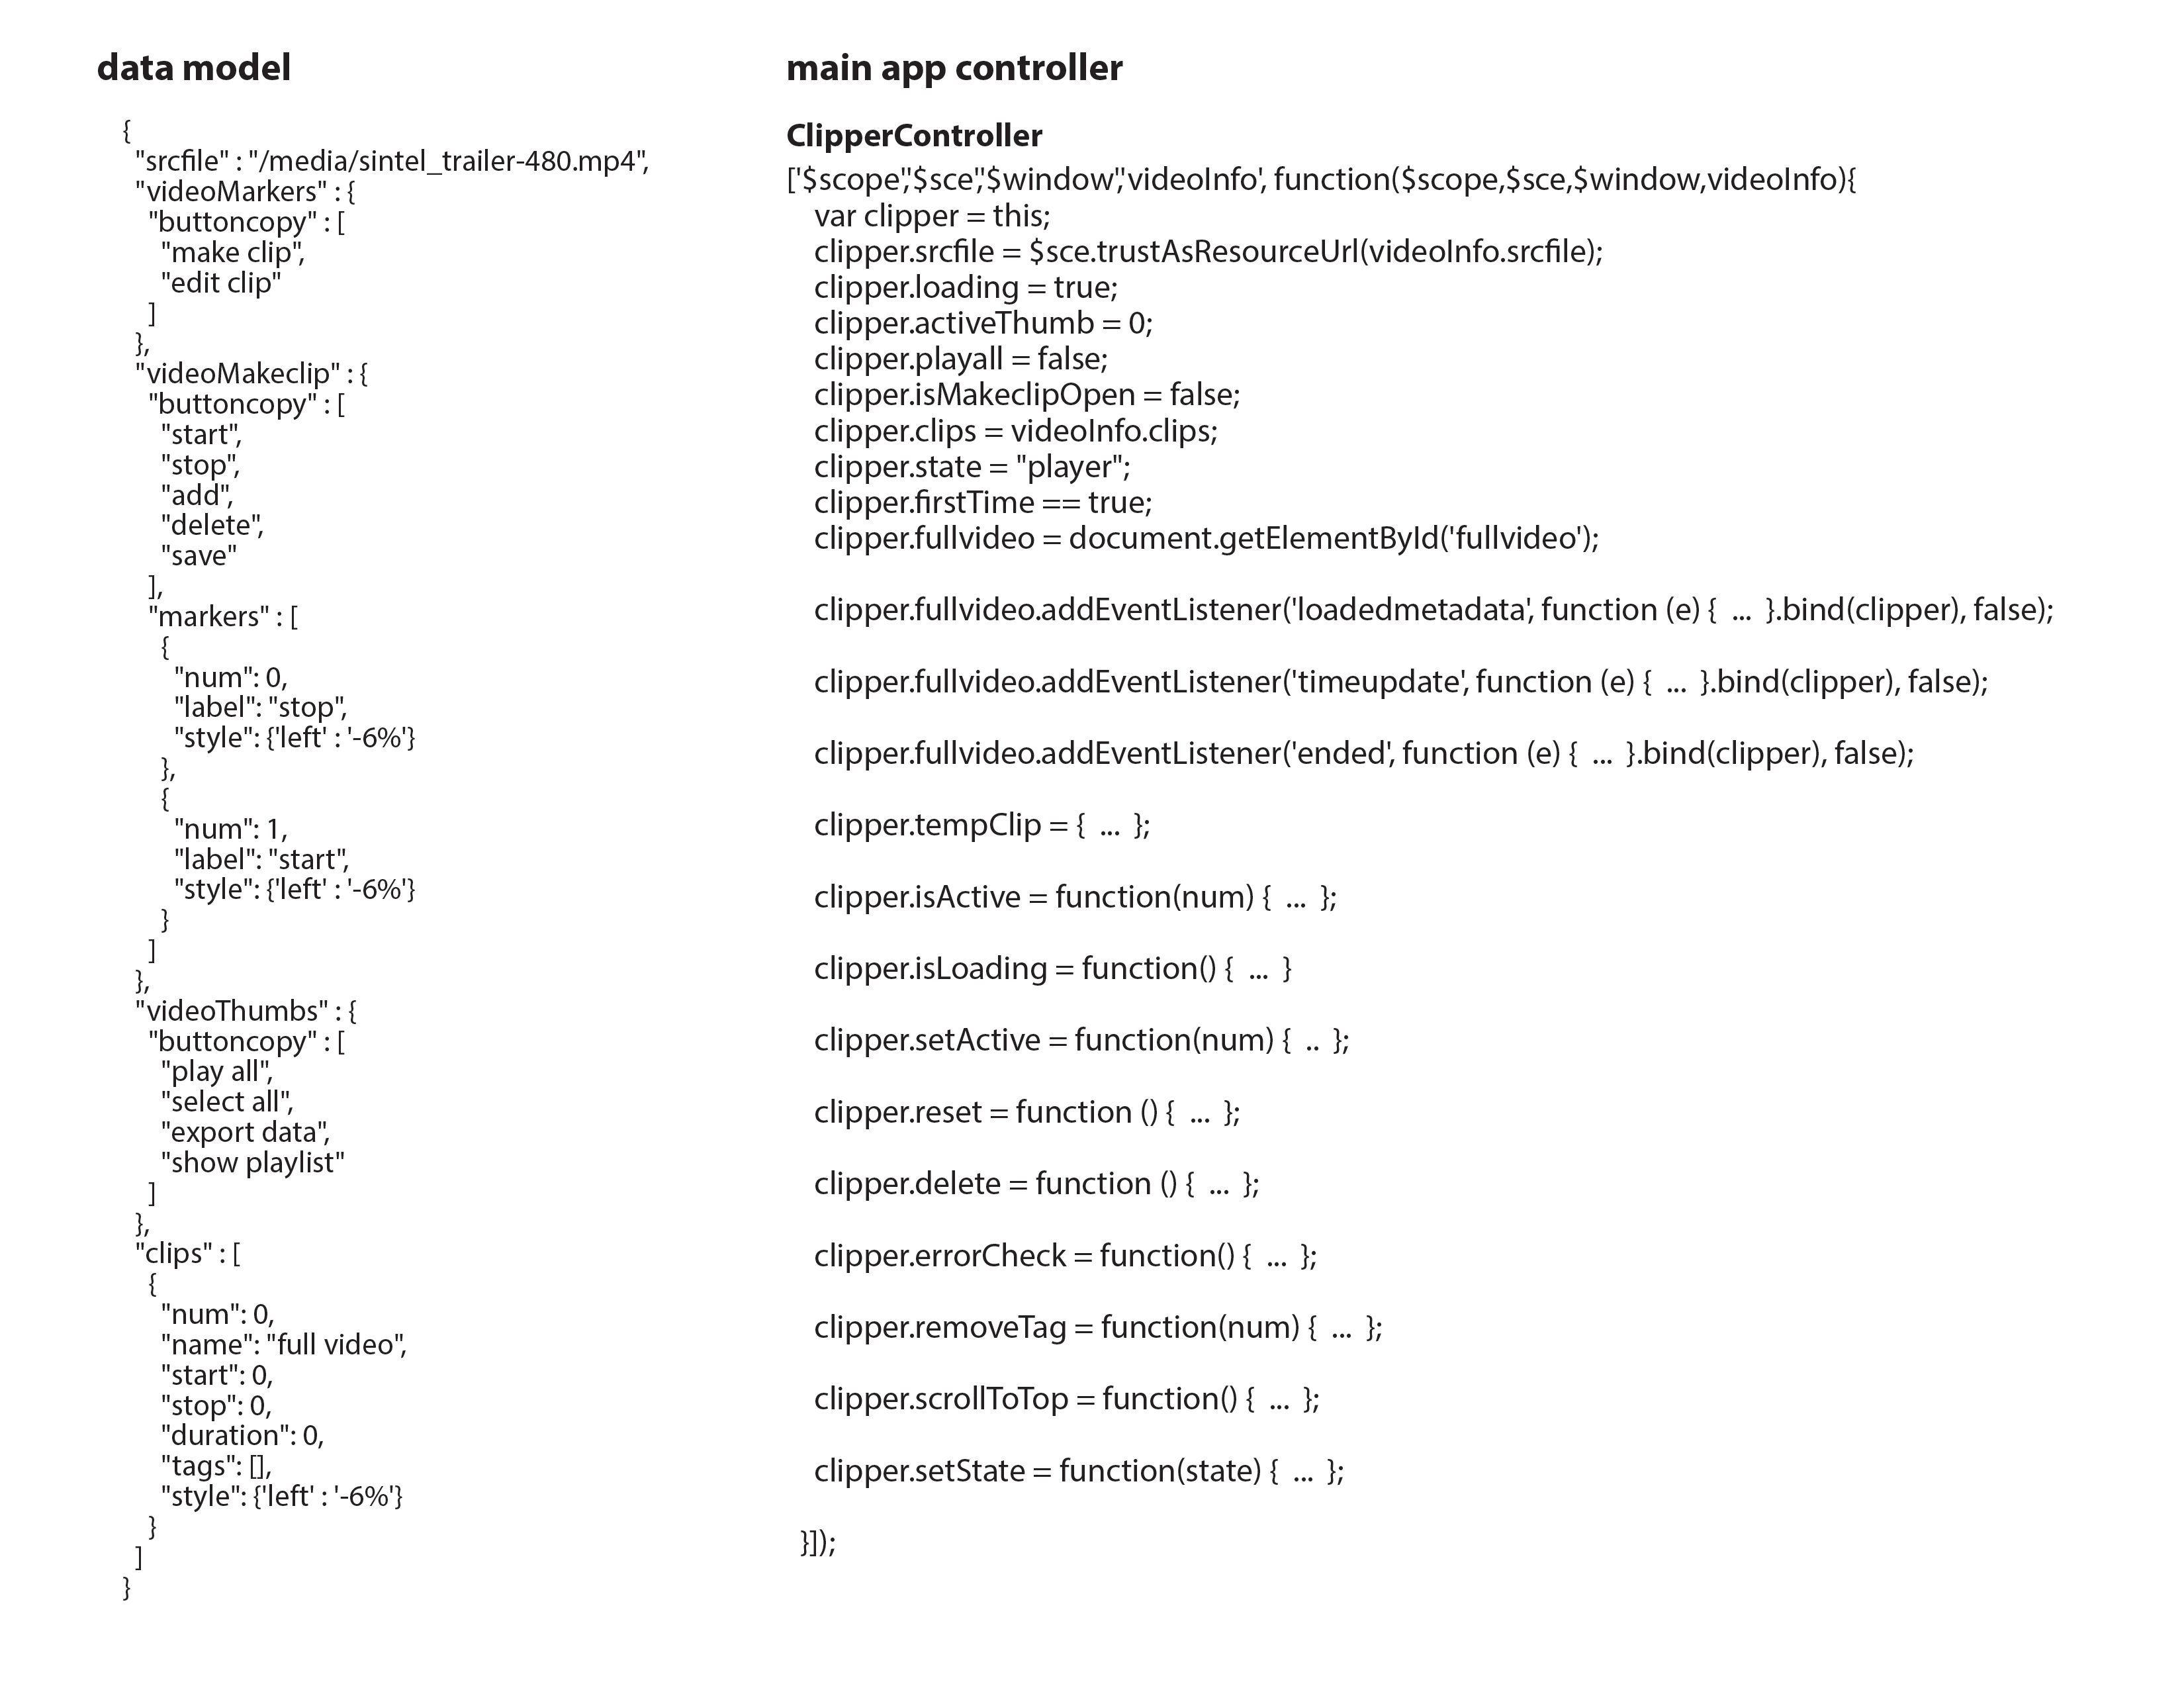 data model
{
"srcfile" : "/media/sintel_trailer-480.mp4",
"videoMarkers" : {
"buttoncopy" : [
"make clip",
"edit clip"
]
},
"videoMakeclip" : {
"buttoncopy" : [
"start",
"stop",
"add",
"delete",
"save"
],
"markers" : [
{
"num": 0,
"label": "stop",
"style": {'left' : '-6%'}
},
{
"num": 1,
"label": "start",
"style": {'left' : '-6%'}
}
]
},
"videoThumbs" : {
"buttoncopy" : [
"play all",
"select all",
"export data",
"show playlist"
]
},
"clips" : [
{
"num": 0,
"name": "full video",
"start": 0,
"stop": 0,
"duration": 0,
"tags": [],
"style": {'left' : '-6%'}
}
]
}
main app controller
ClipperController
['$scope','$sce','$window','videoInfo', function($scope,$sce,$window,videoInfo){
var clipper = this;
clipper.srcfile = $sce.trustAsResourceUrl(videoInfo.srcfile);
clipper.loading = true;
clipper.activeThumb = 0;
clipper.playall = false;
clipper.isMakeclipOpen = false;
clipper.clips = videoInfo.clips;
clipper.state = "player";
clipper.firstTime == true;
clipper.fullvideo = document.getElementById('fullvideo');
clipper.fullvideo.addEventListener('loadedmetadata', function (e) { ... }.bind(clipper), false);
clipper.fullvideo.addEventListener('timeupdate', function (e) { ... }.bind(clipper), false);
clipper.fullvideo.addEventListener('ended', function (e) { ... }.bind(clipper), false);
clipper.tempClip = { ... };
clipper.isActive = function(num) { ... };
clipper.isLoading = function() { ... }
clipper.setActive = function(num) { .. };
clipper.reset = function () { ... };
clipper.delete = function () { ... };
clipper.errorCheck = function() { ... };
clipper.removeTag = function(num) { ... };
clipper.scrollToTop = function() { ... };
clipper.setState = function(state) { ... };
}]);